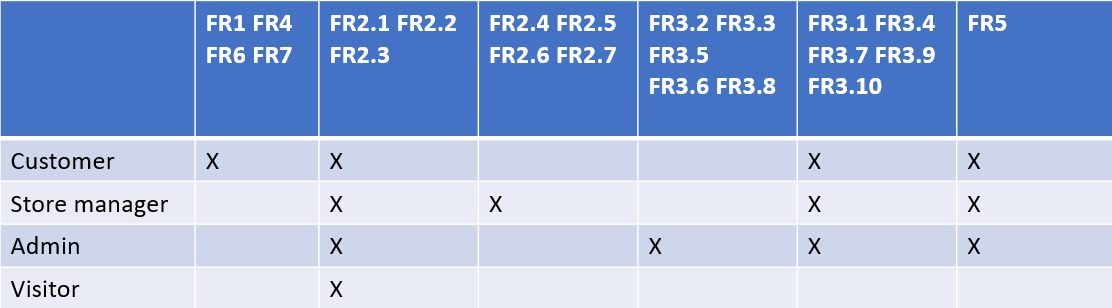 FR1 FR4
FR6 FR7
FR2.1 FR2.2
FR2.3
FR2.4 FR2.5
FR2.6 FR2.7
FR3.2 FR3.3
FR3.5
FR3.6 FR3.8
FR3.1 FR3.4
FR3.7 FR3.9
FR3.10
FR5
Customer X X X X
Store manager X X X X
Admin X X X X
Visitor X